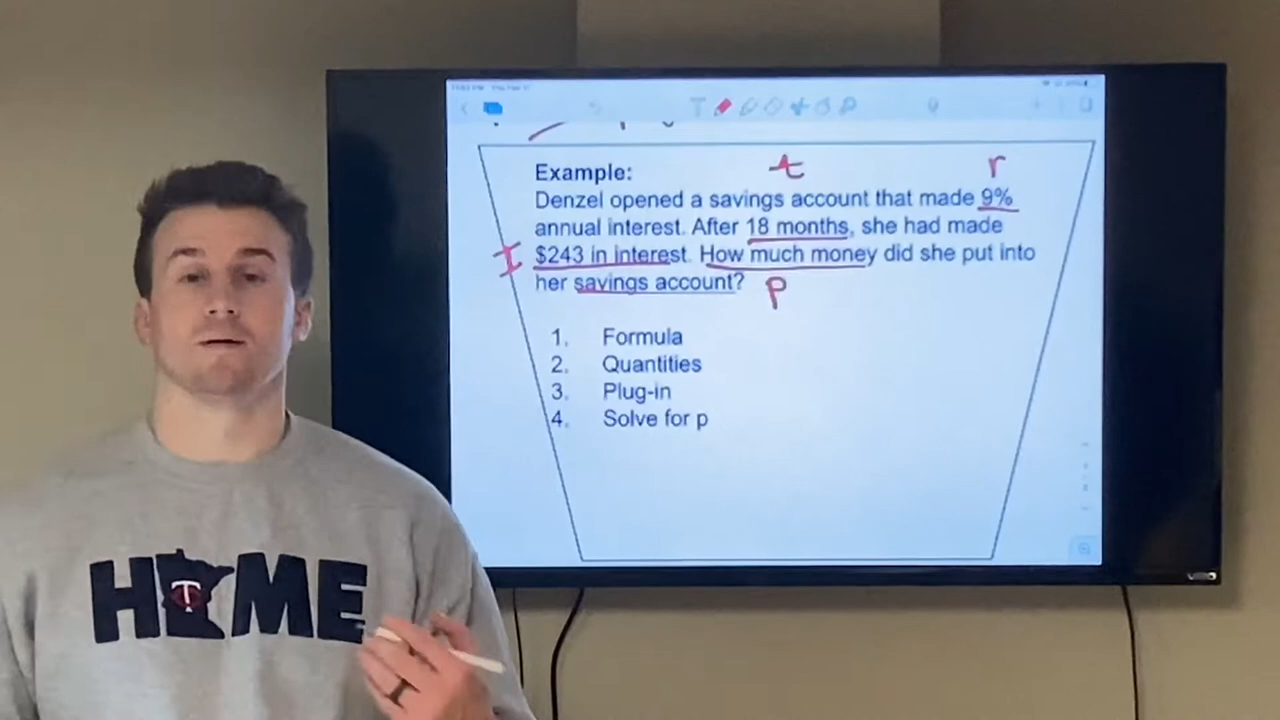 t r
Example:
Denzel opened a savings account that made 9%
annual interest. After 18 months, she had made
I $243 in interest. How much money did she put into
her savings account? p
1. Formula
2. Quantities
3. Plug-in
4. Solve for p
HOME
T
VIZIO